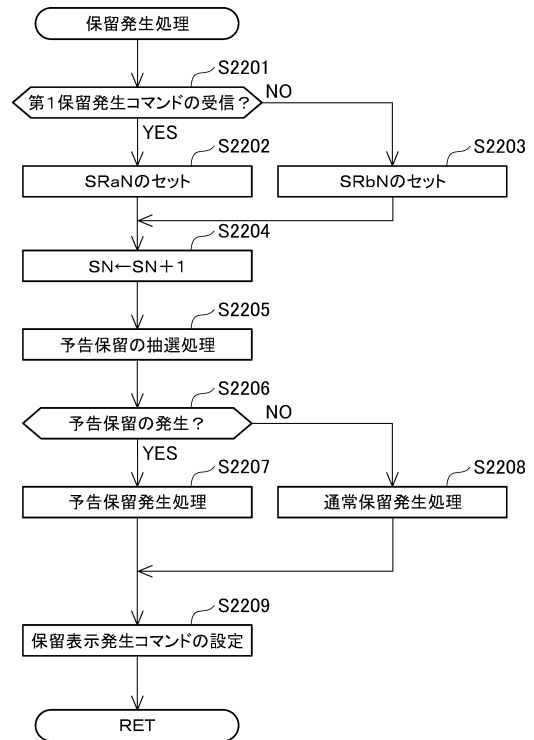 保留発生処理
S2201
第1保留発生コマンドの受信？
NO
YES
S2202
S2203
SRaNのセット
SRbNのセット
S2204
SN←SN＋1
S2205
予告保留の抽選処理
S2206
予告保留の発生？
NO
YES
S2207
S2208
予告保留発生処理
通常保留発生処理
S2209
保留表示発生コマンドの設定
RET